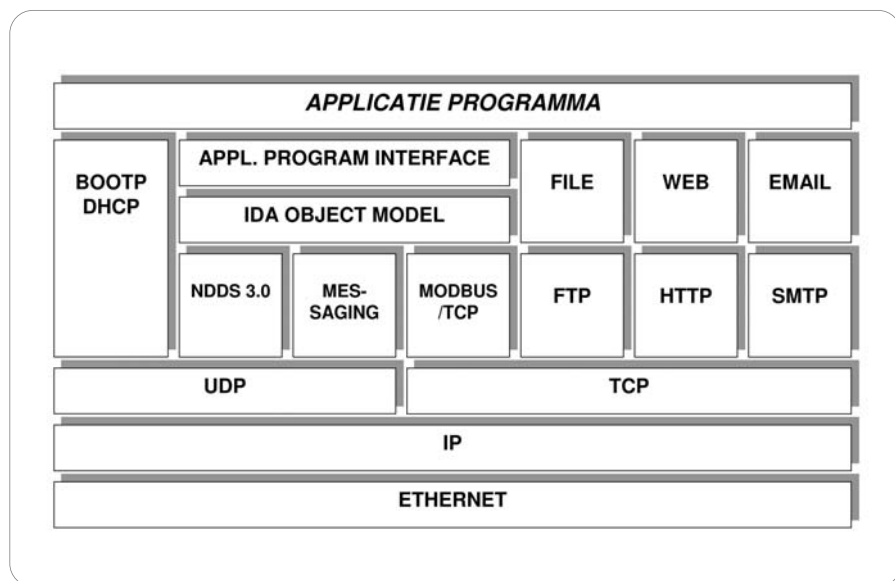 APPLICATIE PROGRAMMA
BOOTP
DHCP
APPL. PROGRAM INTERFACE
IDA OBJECT MODEL
FILE
WEB
EMAIL
NDDS 3.0
MES-
SAGING
MODBUS
/TCP
FTP
HTTP
SMTP
UDP
TCP
IP
ETHERNET